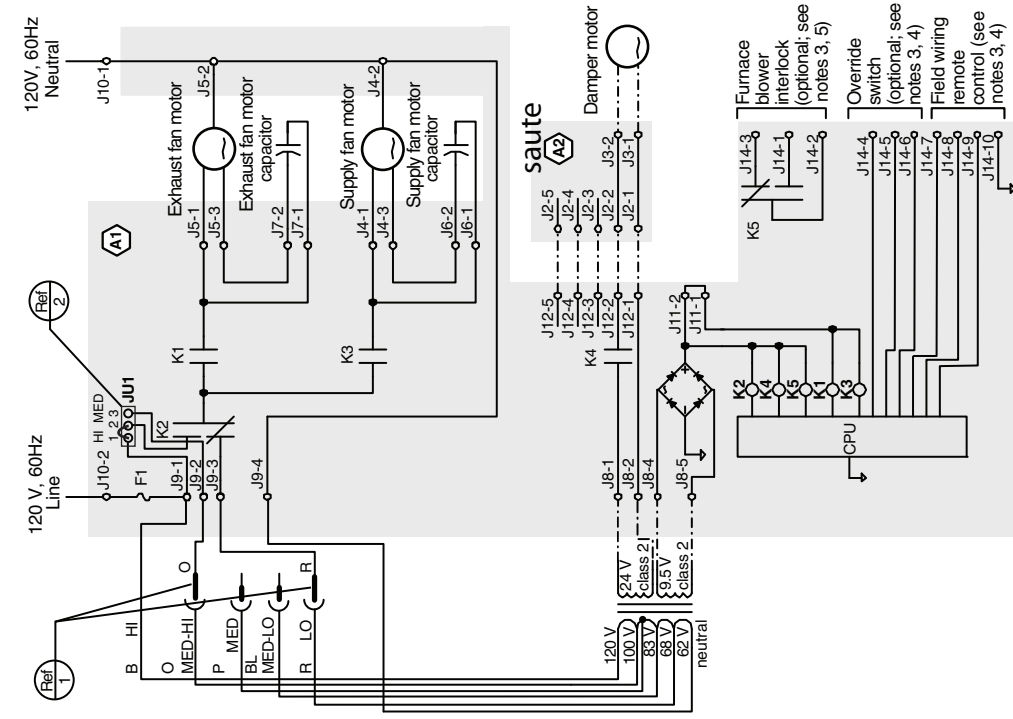 120V, 60Hz
Neutral
J10-1
J5-2
J4-2
Exhaust fan motor
Exhaust fan motor
capacitor
Supply fan motor
Supply fan motor
capacitor
A1
J5-1
J5-3
J7-2
J7-1
J4-1
J4-3
J6-2
J6-1
K1
K3
Ref
2
HI MED
1 2 3
JU1
K2
120 V, 60Hz
Line
J10-2
F1
J9-1
J9-2
J9-3
J9-4
Ref
1
B
HI
O
MED-HI
O
P
MED
BL
MED-LO
R
LO
R
Damper motor
saute
A2
J3-2
J3-1
J2-5
J2-4
J2-3
J2-2
J2-1
J12-5
J12-4
J12-3
J12-2
J12-1
K4
J8-1
J8-2
J8-4
J8-5
24 V
class 2
9.5 V
class 2
120 V
100 V
83 V
68 V
62 V
neutral
J11-2
J11-1
K2
K4
K5
K1
K3
CPU
Furnace
blower
interlock
(optional; see
notes 3, 5)
Override
switch
(optional; see
notes 3, 4)
Field wiring
remote
control (see
notes 3, 4)
J14-3
J14-1
J14-2
K5
J14-4
J14-5
J14-6
J14-7
J14-8
J14-9
J14-10